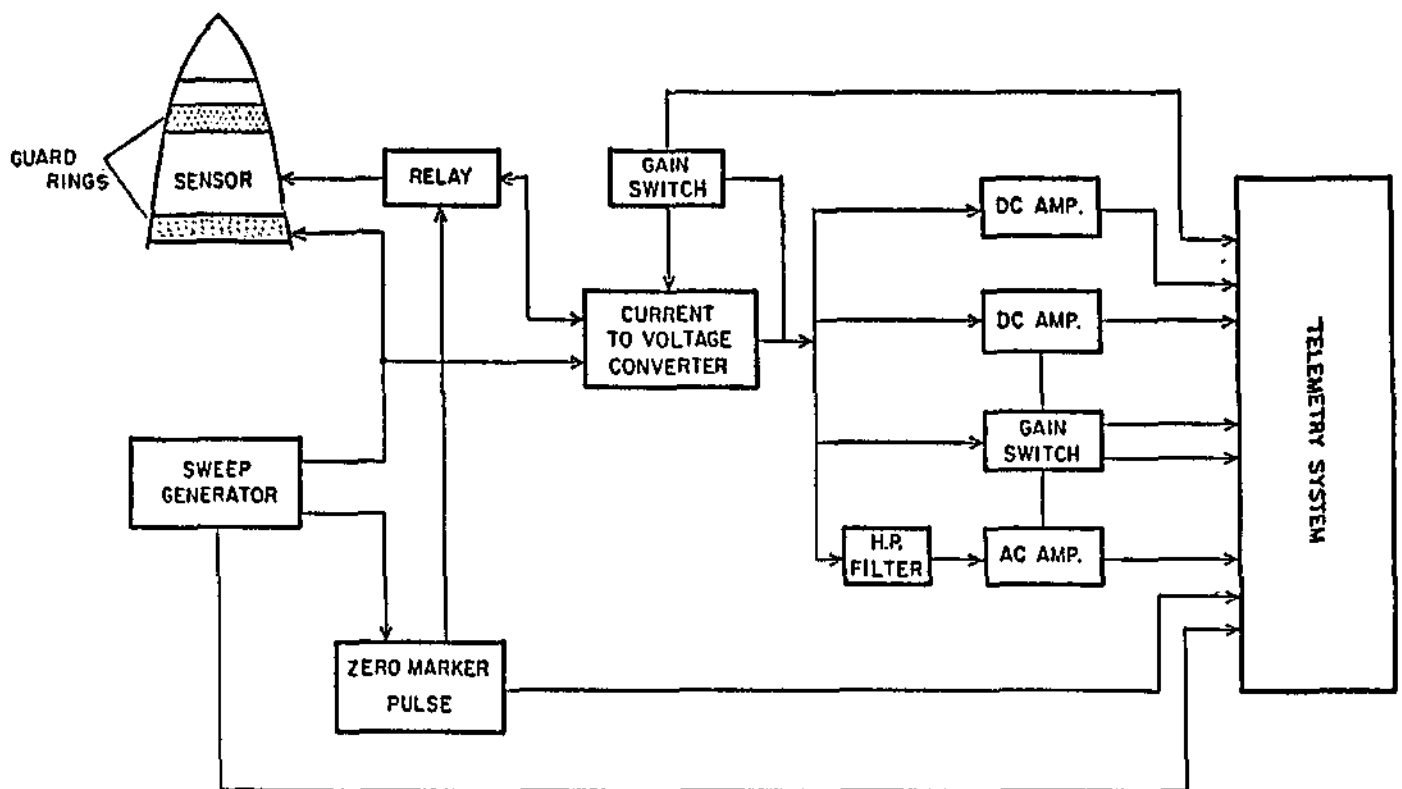 GUARD
RINGS
SENSOR
RELAY
GAIN
SWITCH
CURRENT
TO VOLTAGE
CONVERTER
SWEEP
GENERATOR
ZERO MARKER
PULSE
DC AMP.
DC AMP.
GAIN
SWITCH
H.P.
FILTER
AC AMP.
TELEMETRY SYSTEM